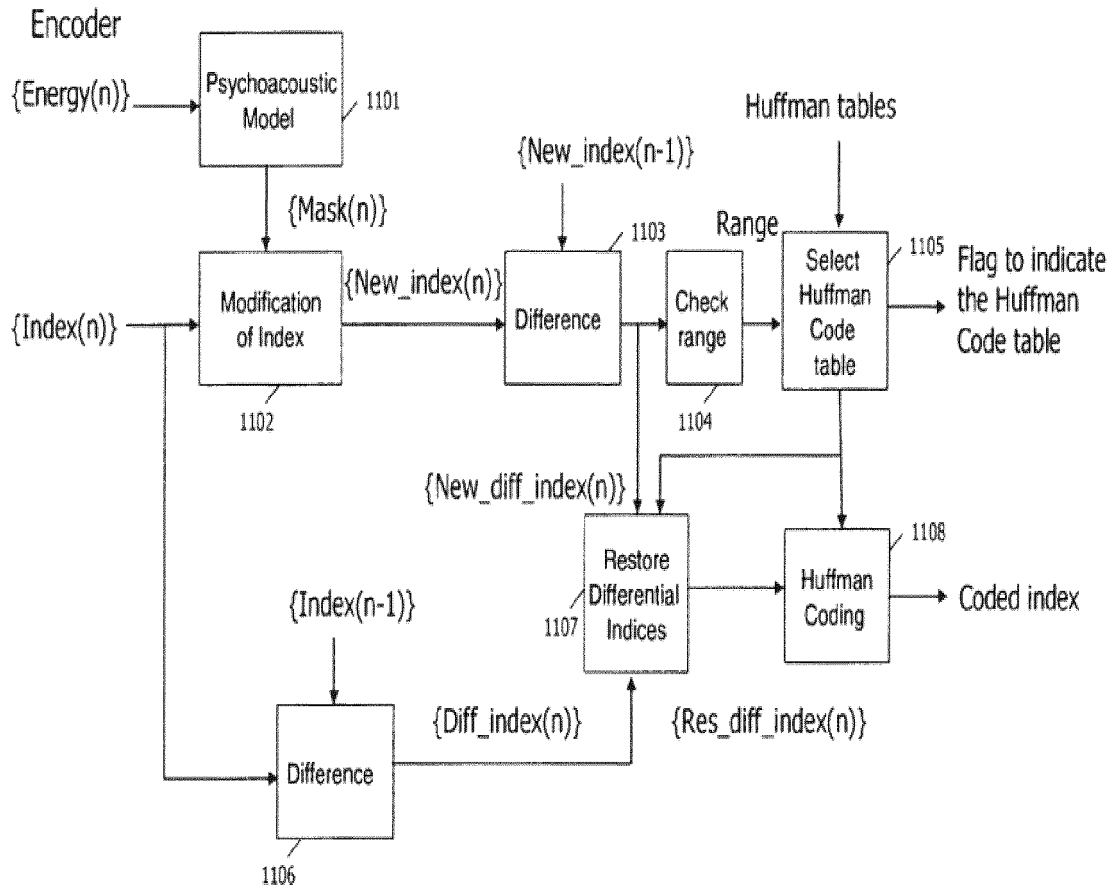 Encoder
{Energy(n)}
Psychoacoustic
Model
1101
Huffman tables
{New_index(n-1)}
{Mask(n)}
1103
Range
1105
{Index(n)}
Modification
of Index
1102
{New_index(n)}
Difference
Check
range
1104
Select
Huffman
Code
table
Flag to indicate
the Huffman
Code table
{New_diff_index(n)}
1108
Restore
Differential
Indices
1107
Huffman
Coding
Coded index
{Index(n-1)}
{Diff_index(n)}
{Res_diff_index(n)}
Difference
1106